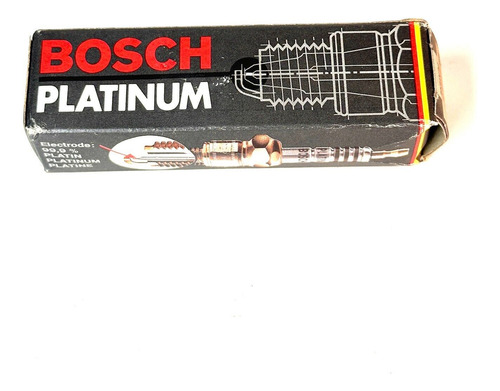 BOSCH
PLATINUM
Electrode:
99,9 %
PLATIN
PLATINUM
PLATINE